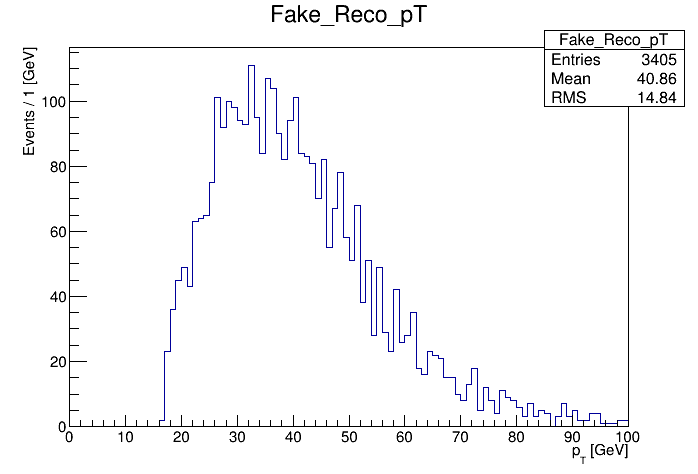 Fake_Reco_pT
Fake_Reco_pT
Entries 3405
Mean 40.86
RMS 14.84
Events / 1 [GeV]
100
80
60
40
20
0
0 10 20 30 40 50 60 70 80 90 100
p_T [GeV]